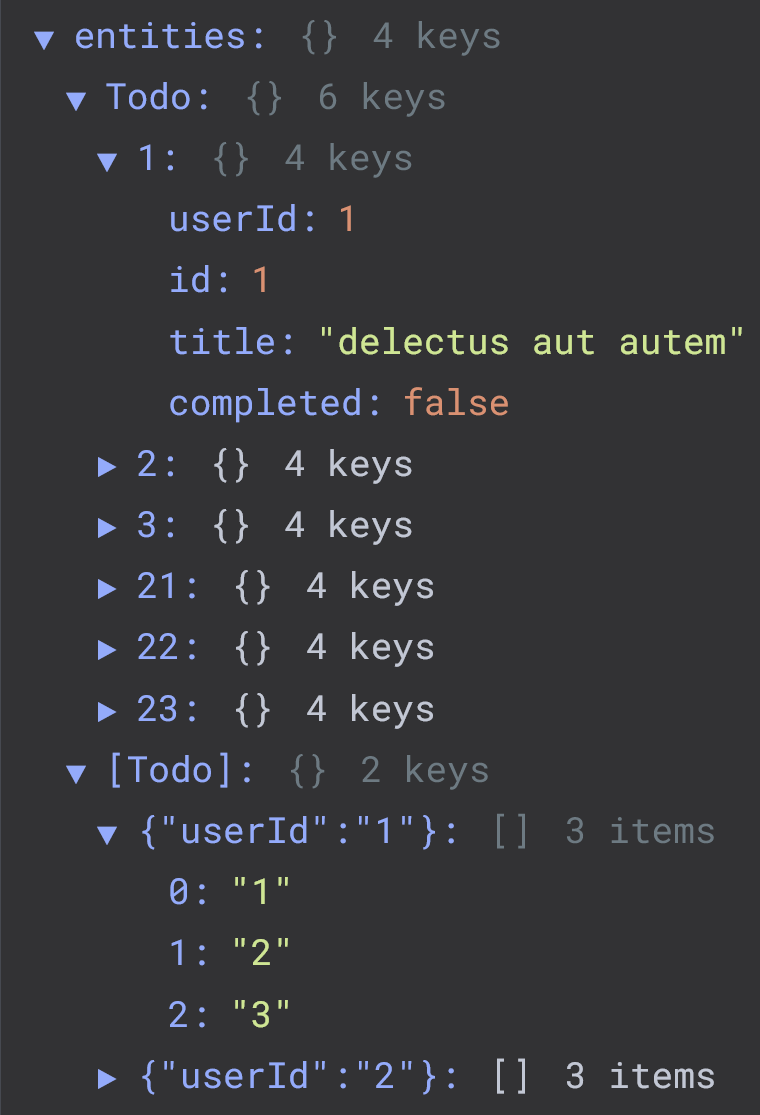 ▼ entities: {} 4 keys
▼ Todo: {} 6 keys
▼ 1: {} 4 keys
userId: 1
id: 1
title: "delectus aut autem"
completed: false
▶ 2: {} 4 keys
▶ 3: {} 4 keys
▶ 21: {} 4 keys
▶ 22: {} 4 keys
▶ 23: {} 4 keys
▼ [Todo]: {} 2 keys
▼ {"userId":"1"}: [] 3 items
0: "1"
1: "2"
2: "3"
▶ {"userId":"2"}: [] 3 items